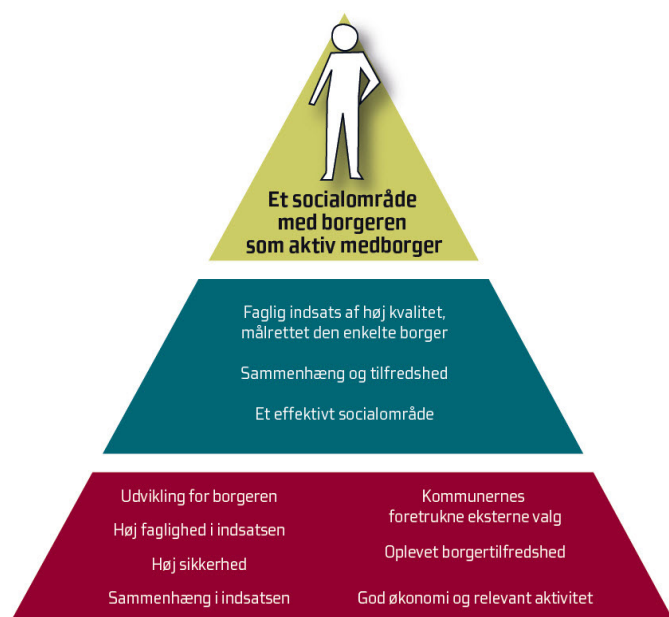 Et socialområde
med borgeren
som aktiv medborger
Faglig indsats af høj kvalitet,
målrettet den enkelte borger
Sammenhæng og tilfredshed
Et effektivt socialområde
Udvikling for borgeren
Høj faglighed i indsatsen
Høj sikkerhed
Sammenhæng i indsatsen
Kommunernes
foretrukne eksterne valg
Oplevet borgertilfredshed
God økonomi og relevant aktivitet